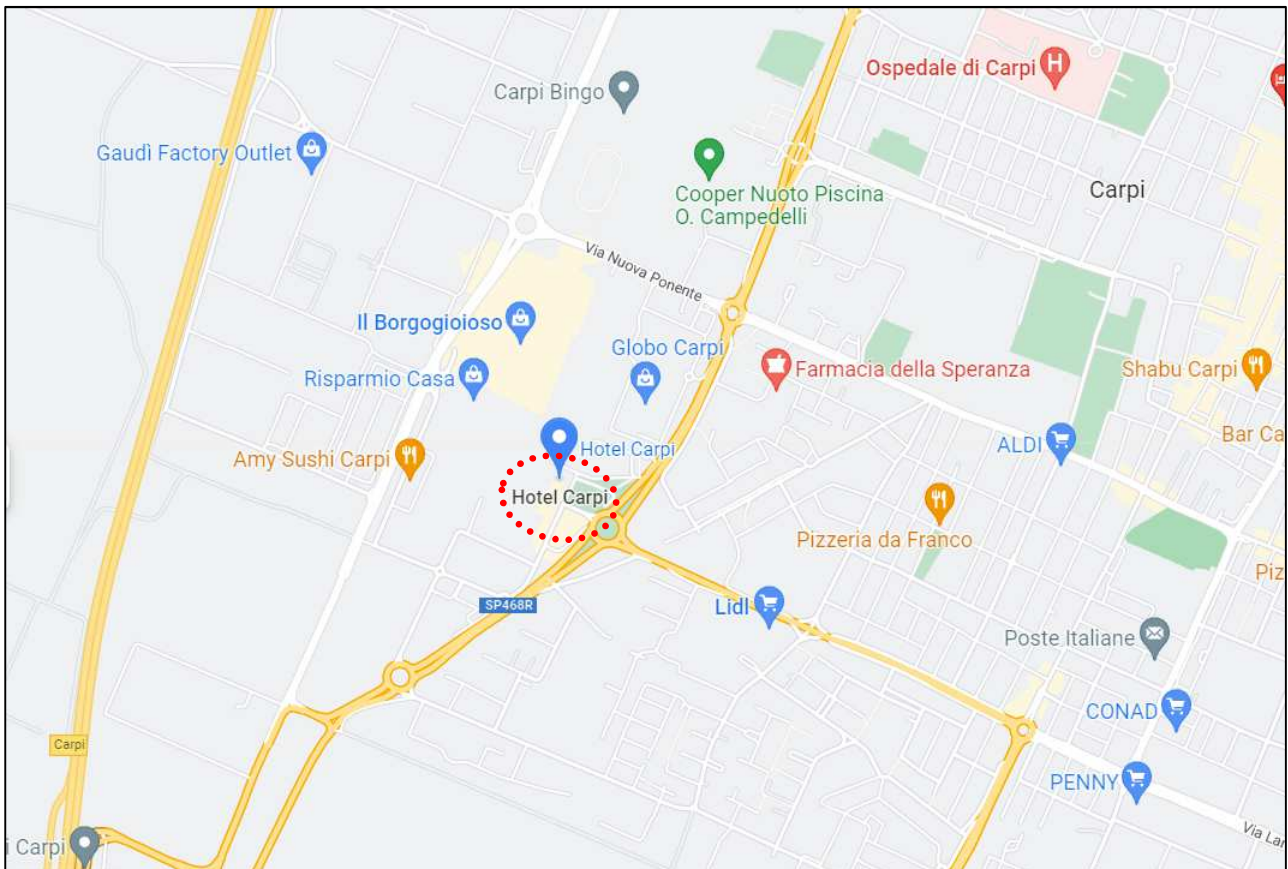 Ospedale di Carpi
H
Carpi Bingo
Gaudì Factory Outlet
Cooper Nuoto Piscina
O. Campedelli
Carpi
Via Nuova Ponente
Il Borgogioioso
Globo Carpi
Risparmio Casa
Farmacia della Speranza
Shabu Carpi
Hotel Carpi
ALDI
Bar Ca
Amy Sushi Carpi
Hotel Carpi
Pizzeria da Franco
Piz
SP468R
Lidl
Poste Italiane
CONAD
Carpi
PENNY
Via Lan
i Carpi